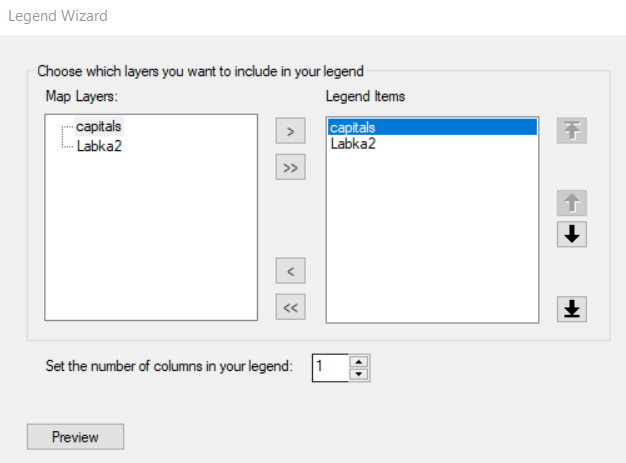 Legend Wizard
Choose which layers you want to include in your legend
Map Layers:
Legend Items
capitals
Labka2
>
>>
<
<<
capitals
Labka2
Set the number of columns in your legend: 1
Preview